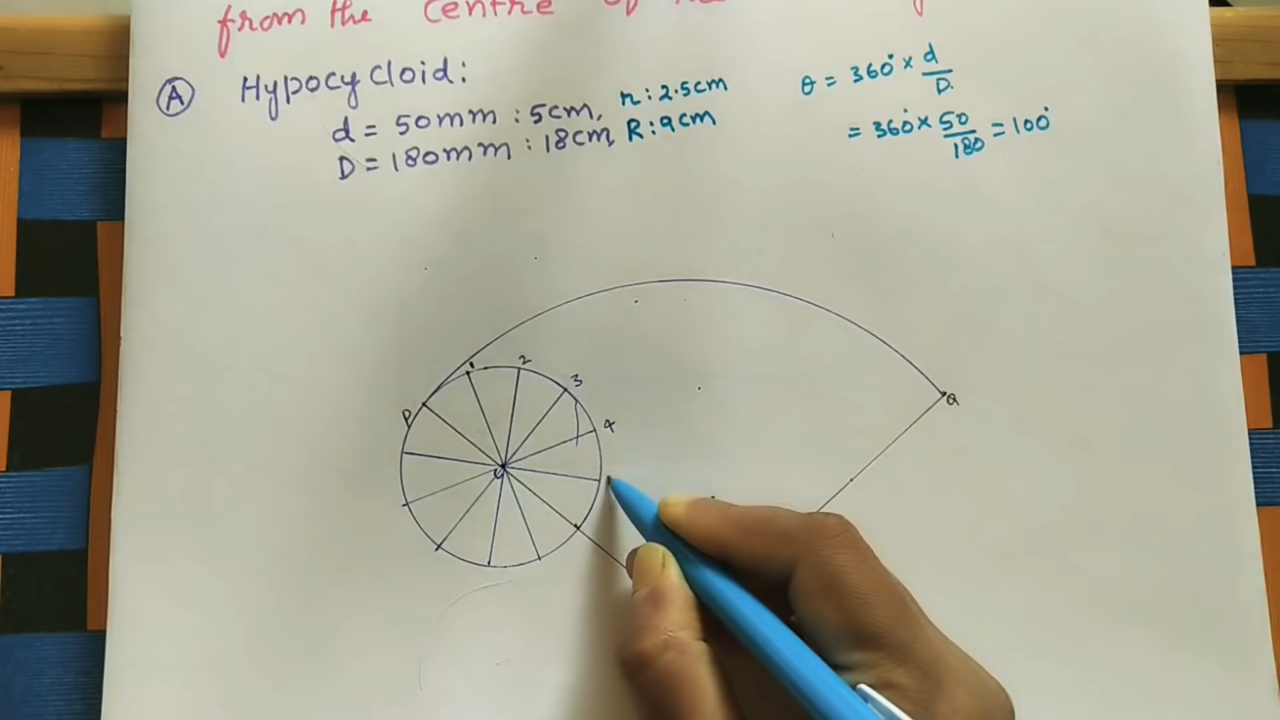 from the centre of
A Hypocycloid:
d = 50mm : 5cm, r : 2.5cm
D = 180mm : 18cm R : 9cm
θ = 360° × d/D.
= 360° × 50/180 = 100°
P
1
2
3
4
Q